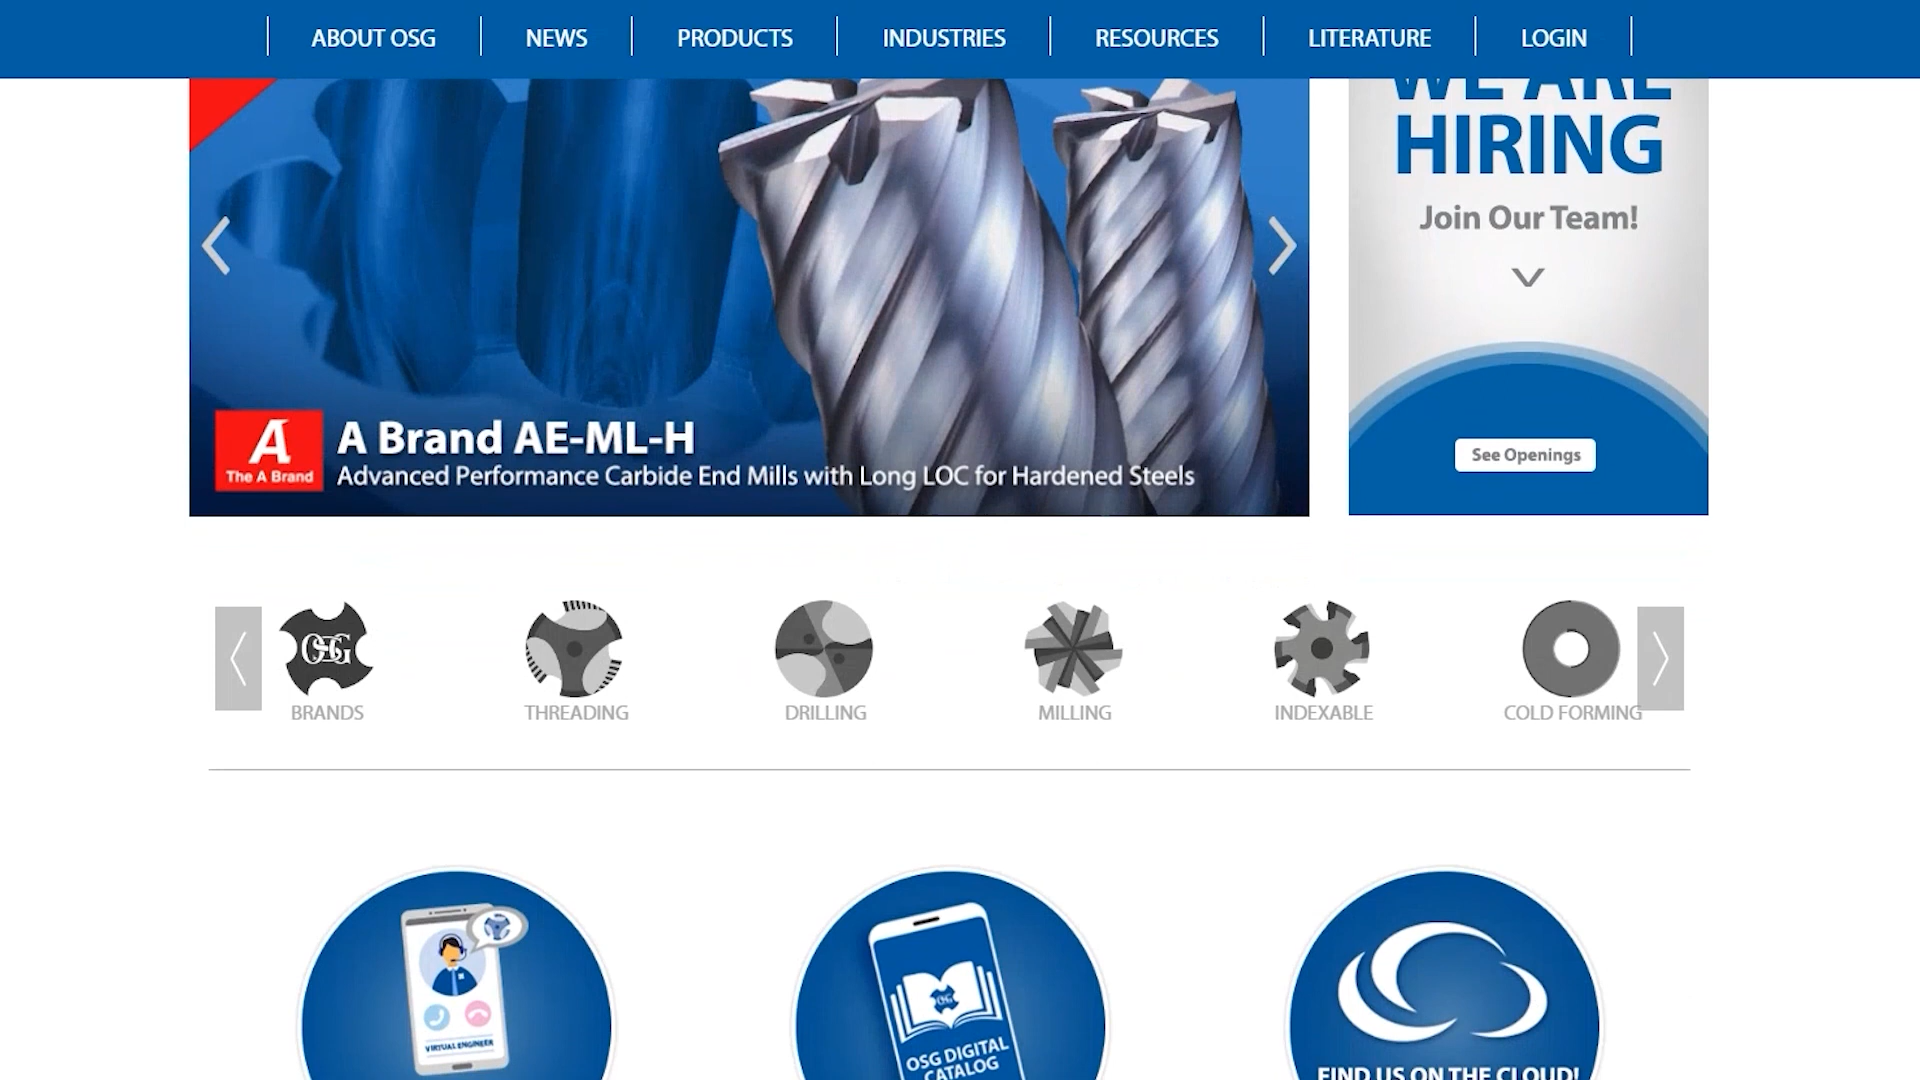 ABOUT OSG
NEWS
PRODUCTS
INDUSTRIES
RESOURCES
LITERATURE
LOGIN
WE ARE
HIRING
Join Our Team!
See Openings
A
The A Brand
A Brand AE-ML-H
Advanced Performance Carbide End Mills with Long LOC for Hardened Steels
OSG
BRANDS
THREADING
DRILLING
MILLING
INDEXABLE
COLD FORMING
VIRTUAL ENGINEER
OSG
OSG DIGITAL
CATALOG
FIND US ON THE CLOUD!